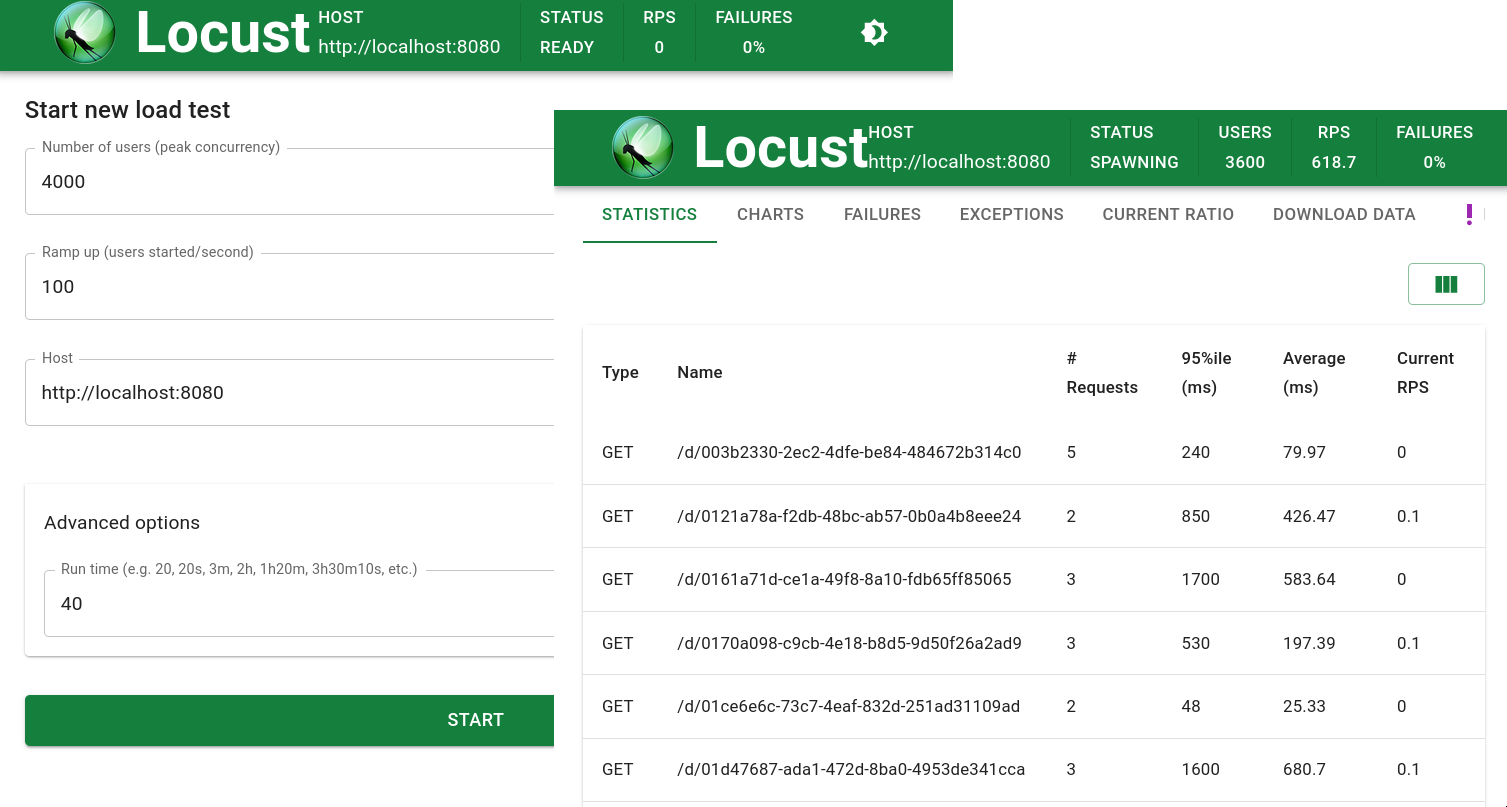 Locust
HOST
http://localhost:8080
STATUS
READY
RPS
0
FAILURES
0%
Start new load test
Number of users (peak concurrency)
4000
Ramp up (users started/second)
100
Host
http://localhost:8080
Advanced options
Run time (e.g. 20, 20s, 3m, 2h, 1h20m, 3h30m10s, etc.)
40
START
Locust
HOST
http://localhost:8080
STATUS
SPAWNING
USERS
3600
RPS
618.7
FAILURES
0%
STATISTICS CHARTS FAILURES EXCEPTIONS CURRENT RATIO DOWNLOAD DATA
Type Name # Requests 95%ile (ms) Average (ms) Current RPS
GET /d/003b2330-2ec2-4dfe-be84-484672b314c0 5 240 79.97 0
GET /d/0121a78a-f2db-48bc-ab57-0b0a4b8eee24 2 850 426.47 0.1
GET /d/0161a71d-ce1a-49f8-8a10-fdb65ff85065 3 1700 583.64 0
GET /d/0170a098-c9cb-4e18-b8d5-9d50f26a2ad9 3 530 197.39 0.1
GET /d/01ce6e6c-73c7-4eaf-832d-251ad31109ad 2 48 25.33 0
GET /d/01d47687-ada1-472d-8ba0-4953de341cca 3 1600 680.7 0.1